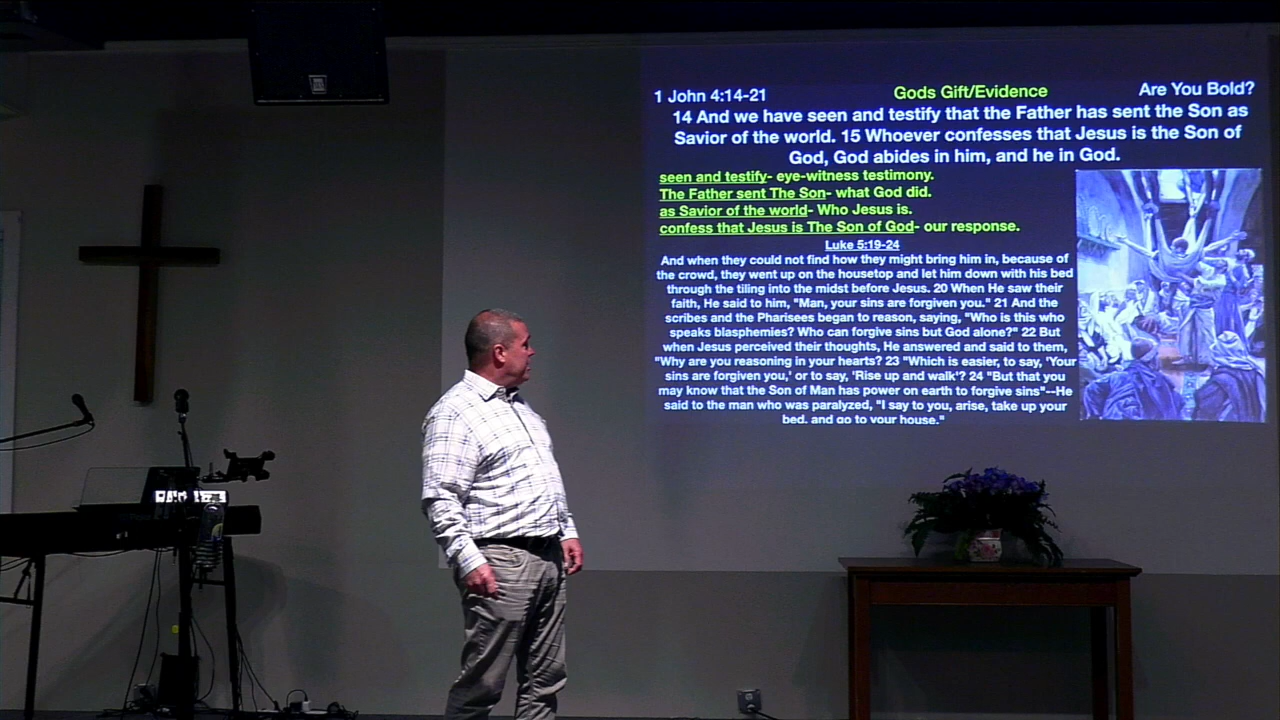 1 John 4:14-21 Gods Gift/Evidence Are You Bold?
14 And we have seen and testify that the Father has sent the Son as
Savior of the world. 15 Whoever confesses that Jesus is the Son of
God, God abides in him, and he in God.
seen and testify- eye-witness testimony.
The Father sent The Son- what God did.
as Savior of the world- Who Jesus is.
confess that Jesus is The Son of God- our response.
Luke 5:19-24
And when they could not find how they might bring him in, because of
the crowd, they went up on the housetop and let him down with his bed
through the tiling into the midst before Jesus. 20 When He saw their
faith, He said to him, "Man, your sins are forgiven you." 21 And the
scribes and the Pharisees began to reason, saying, "Who is this who
speaks blasphemies? Who can forgive sins but God alone?" 22 But
when Jesus perceived their thoughts, He answered and said to them,
"Why are you reasoning in your hearts? 23 "Which is easier, to say, 'Your
sins are forgiven you,' or to say, 'Rise up and walk'? 24 "But that you
may know that the Son of Man has power on earth to forgive sins"--He
said to the man who was paralyzed, "I say to you, arise, take up your
bed, and go to your house."